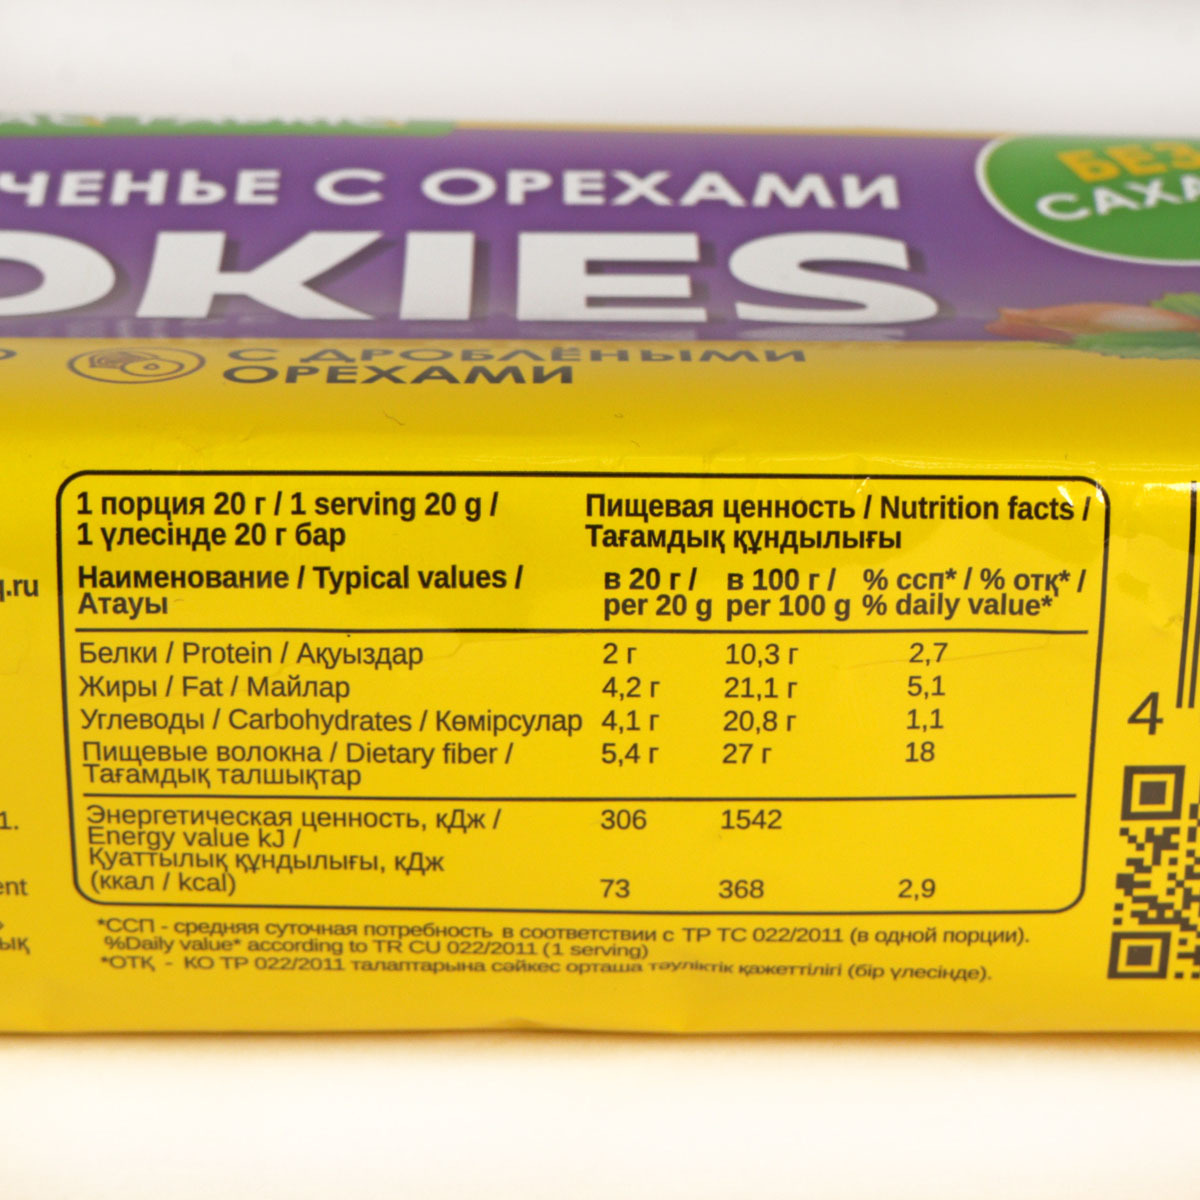 ЧЕНЬЕ С ОРЕХАМИ
БЕЗ
САХА
OKIES
С ДРОБЛЁНЫМИ
ОРЕХАМИ
1 порция 20 г / 1 serving 20 g /
1 үлесінде 20 г бар
Пищевая ценность / Nutrition facts /
Тағамдық құндылығы
Наименование / Typical values /
Атауы
в 20 г / в 100 г / % ссп* / % отқ* /
per 20 g per 100 g % daily value*
Белки / Protein / Ақуыздар 2 г 10,3 г 2,7
Жиры / Fat / Майлар 4,2 г 21,1 г 5,1
Углеводы / Carbohydrates / Көмірсулар 4,1 г 20,8 г 1,1
Пищевые волокна / Dietary fiber / 5,4 г 27 г 18
Тағамдық талшықтар
Энергетическая ценность, кДж / 306 1542
Energy value kJ /
Қуаттылық құндылығы, кДж
(ккал / kcal) 73 368 2,9
*ССП - средняя суточная потребность в соответствии с ТР ТС 022/2011 (в одной порции).
%Daily value* according to TR CU 022/2011 (1 serving)
*ОТҚ - КО ТР 022/2011 талаптарына сәйкес орташа тәуліктік қажеттілігі (бір үлесінде).
q.ru
1.
ent
ық
4